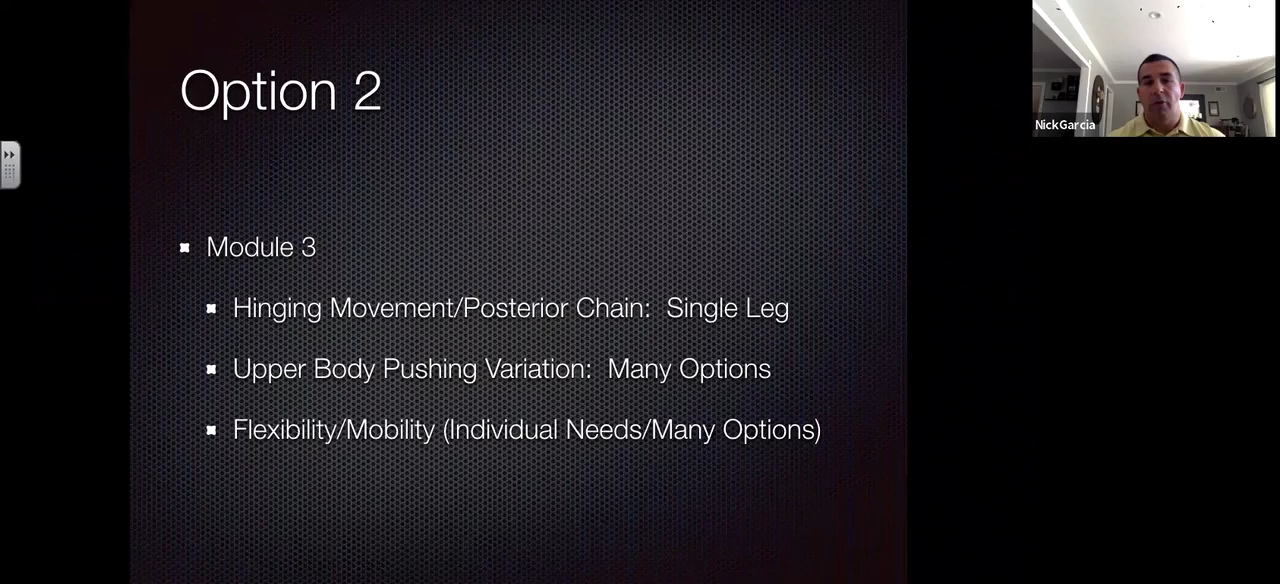 Option 2
NickGarcia
Module 3
Hinging Movement/Posterior Chain: Single Leg
Upper Body Pushing Variation: Many Options
Flexibility/Mobility (Individual Needs/Many Options)